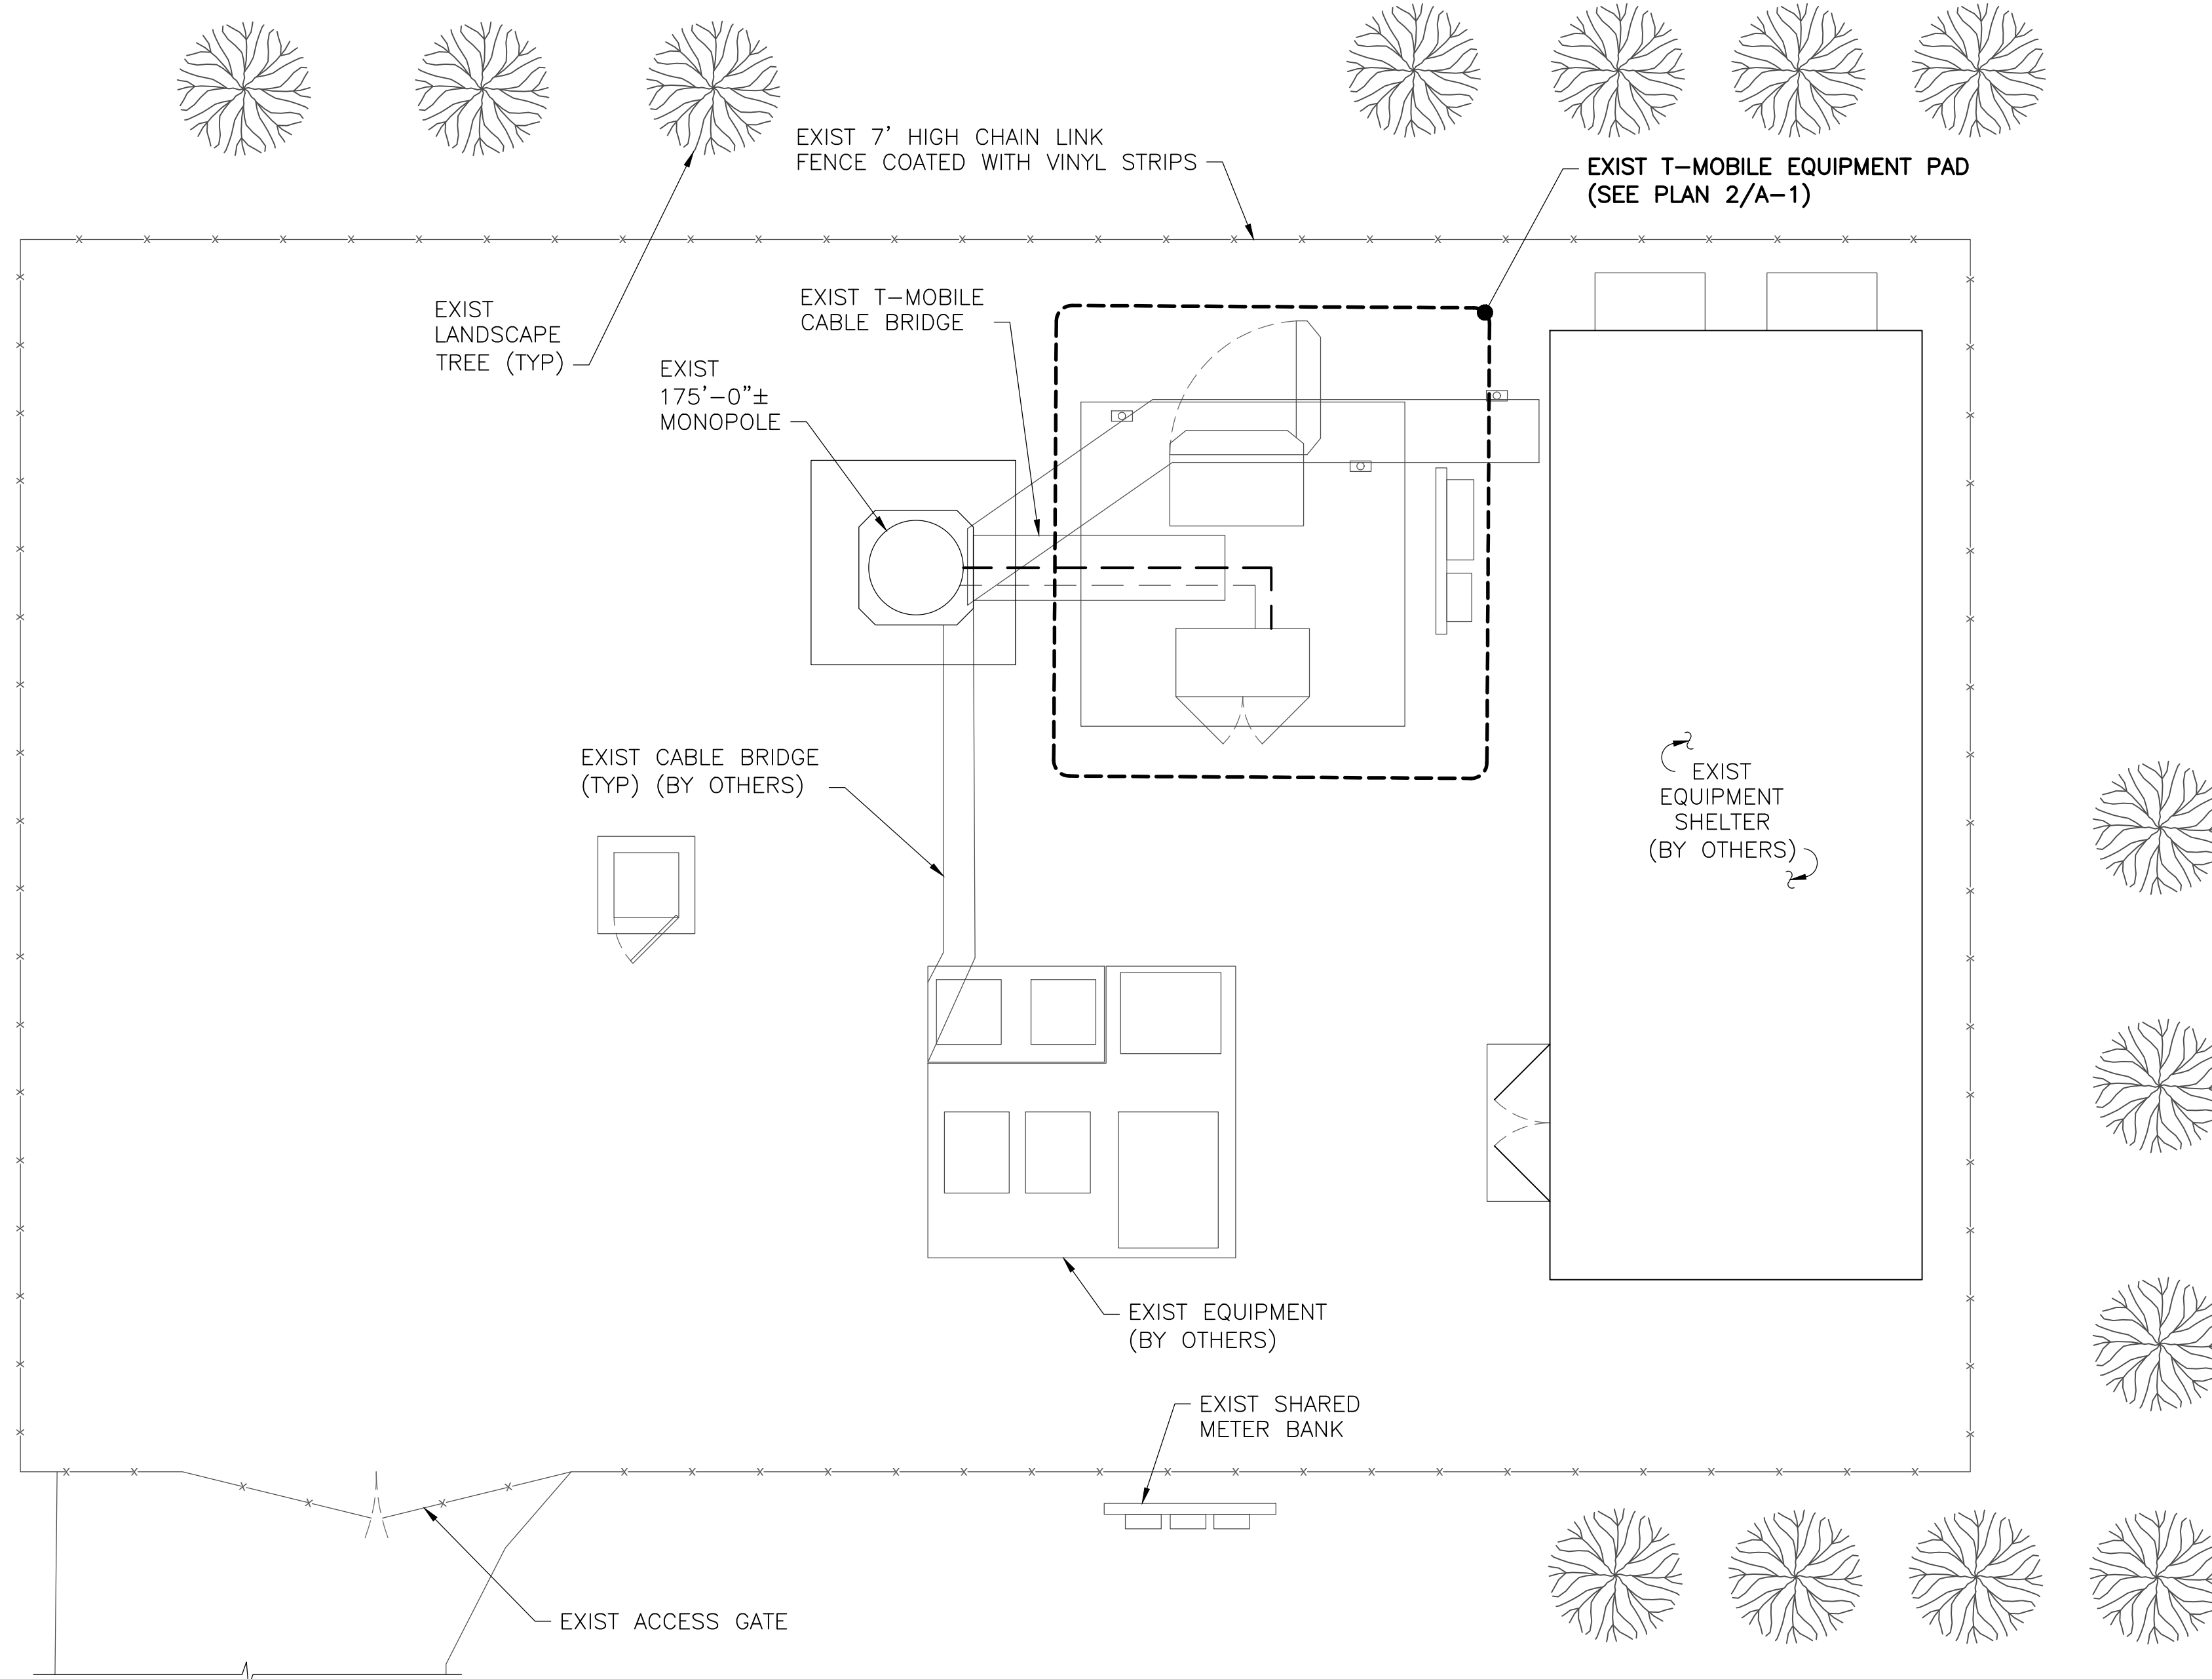 EXIST 7' HIGH CHAIN LINK
FENCE COATED WITH VINYL STRIPS
EXIST T-MOBILE EQUIPMENT PAD
(SEE PLAN 2/A-1)
EXIST
LANDSCAPE
TREE (TYP)
EXIST T-MOBILE
CABLE BRIDGE
EXIST
175'-0"±
MONOPOLE
EXIST CABLE BRIDGE
(TYP) (BY OTHERS)
EXIST
EQUIPMENT
SHELTER
(BY OTHERS)
EXIST EQUIPMENT
(BY OTHERS)
EXIST SHARED
METER BANK
EXIST ACCESS GATE